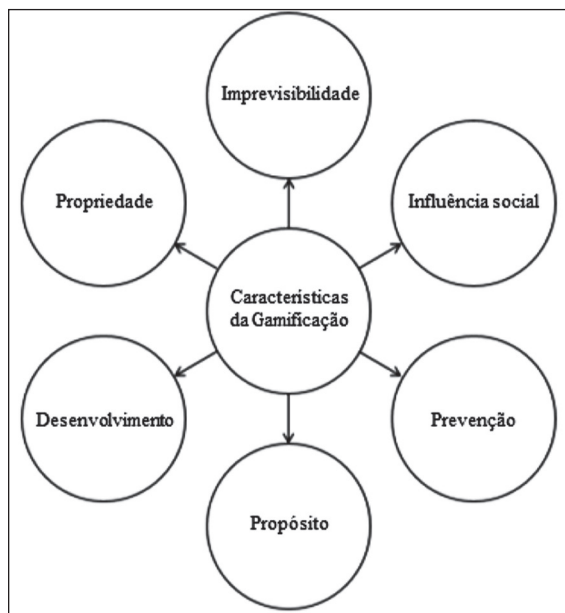 Imprevisibilidade
Propriedade
Influência social
Características
da Gamificação
Desenvolvimento
Prevenção
Propósito